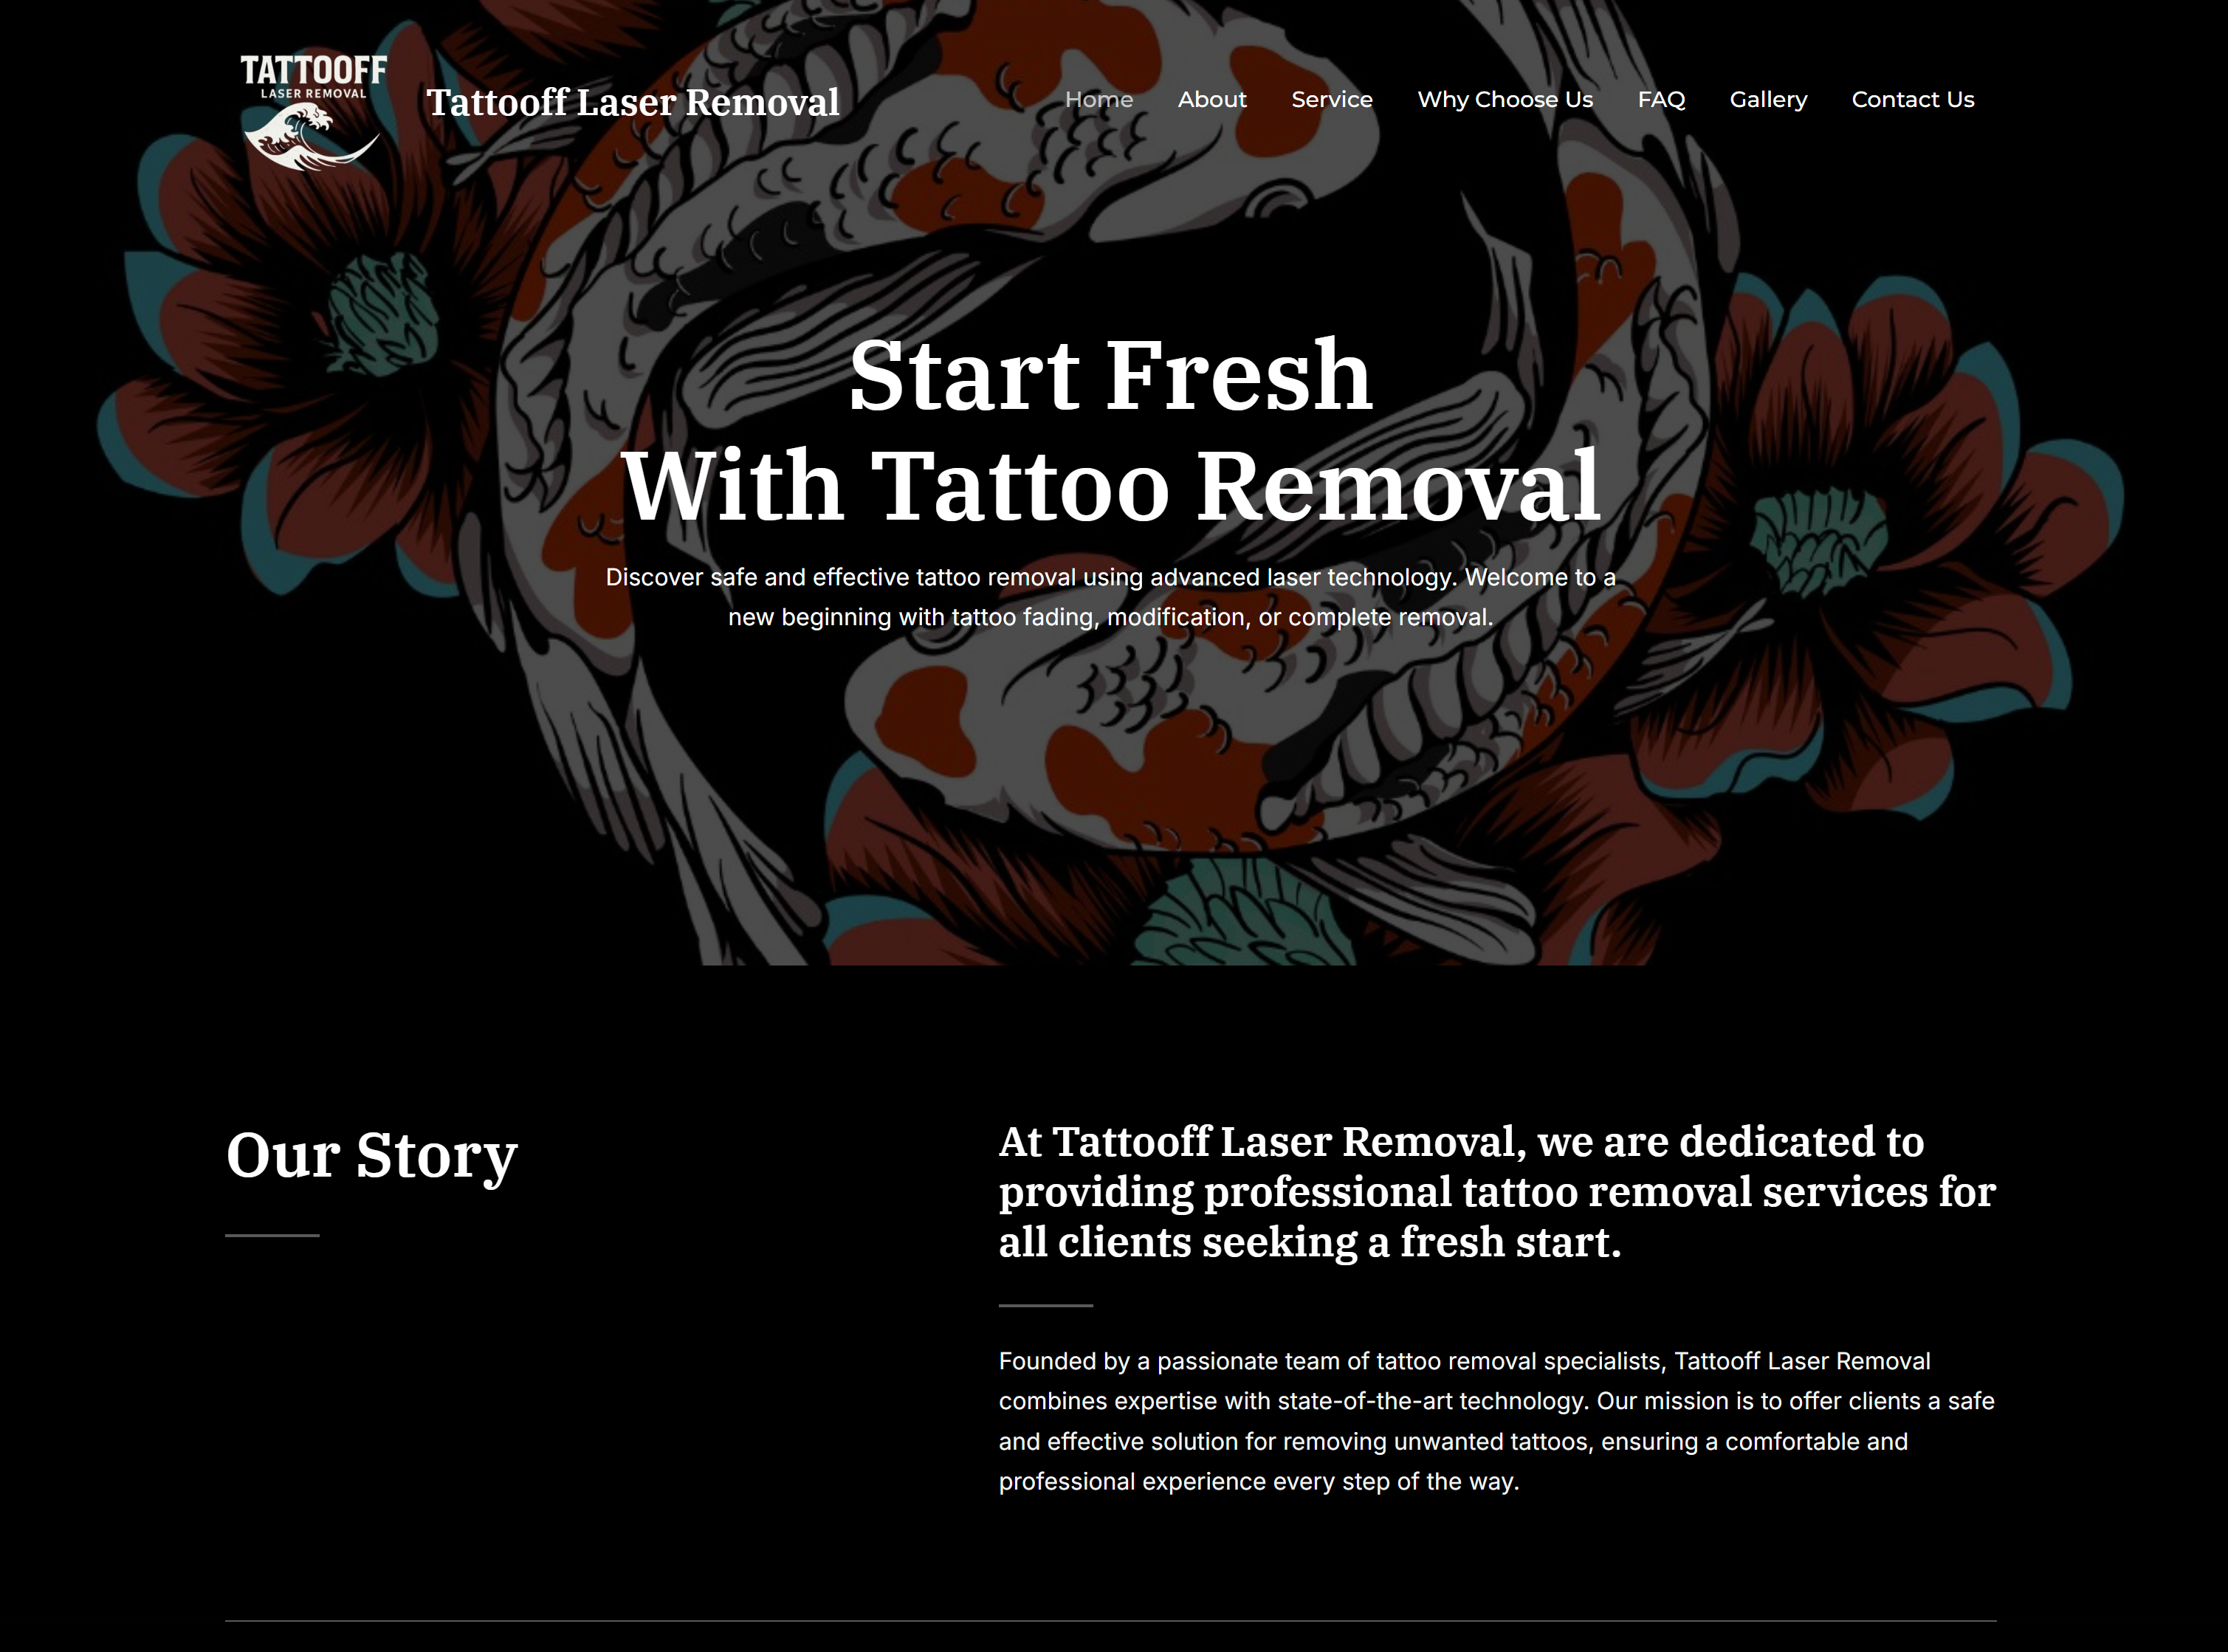 TATTOOFF
LASER REMOVAL
Tattooff Laser Removal
Home About Service Why Choose Us FAQ Gallery Contact Us
Start Fresh
With Tattoo Removal
Discover safe and effective tattoo removal using advanced laser technology. Welcome to a
new beginning with tattoo fading, modification, or complete removal.
Our Story
At Tattooff Laser Removal, we are dedicated to
providing professional tattoo removal services for
all clients seeking a fresh start.
Founded by a passionate team of tattoo removal specialists, Tattooff Laser Removal
combines expertise with state-of-the-art technology. Our mission is to offer clients a safe
and effective solution for removing unwanted tattoos, ensuring a comfortable and
professional experience every step of the way.